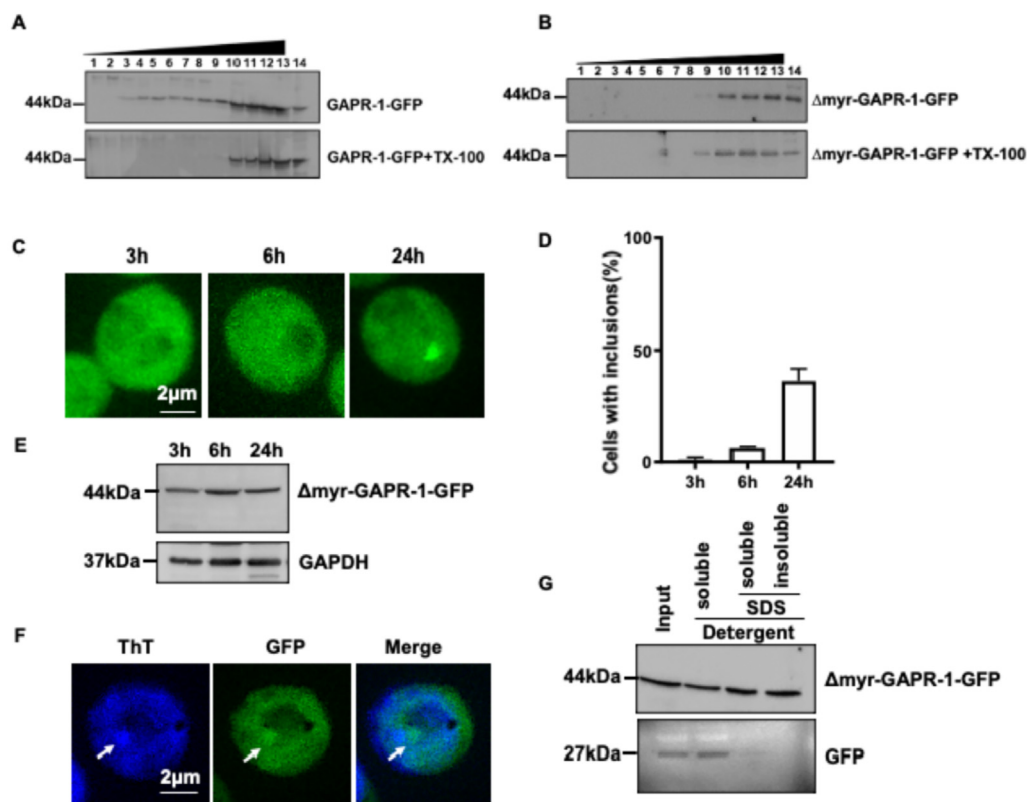 A
1 2 3 4 5 6 7 8 9 10 11 12 13 14
44kDa
GAPR-1-GFP
44kDa
GAPR-1-GFP+TX-100
B
1 2 3 4 5 6 7 8 9 10 11 12 13 14
44kDa
Δmyr-GAPR-1-GFP
44kDa
Δmyr-GAPR-1-GFP +TX-100
C
3h 6h 24h
2μm
D
Cells with inclusions(%)
100
50
0
3h 6h 24h
E
3h 6h 24h
44kDa
Δmyr-GAPR-1-GFP
37kDa
GAPDH
F
ThT GFP Merge
2μm
G
Input
soluble
soluble
insoluble
SDS
Detergent
44kDa
Δmyr-GAPR-1-GFP
27kDa
GFP